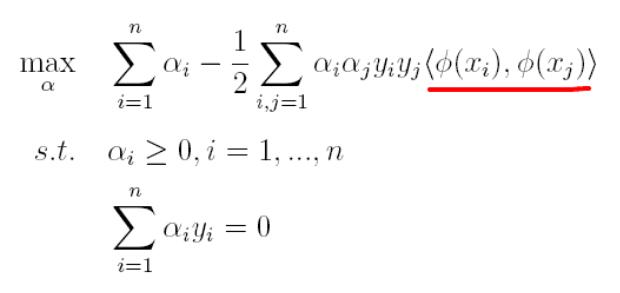 max_α ∑_{i=1}^{n} α_i − \frac{1}{2} ∑_{i,j=1}^{n} α_i α_j y_i y_j ⟨ϕ(x_i), ϕ(x_j)⟩
s.t. α_i ≥ 0, i = 1, ..., n
∑_{i=1}^{n} α_i y_i = 0